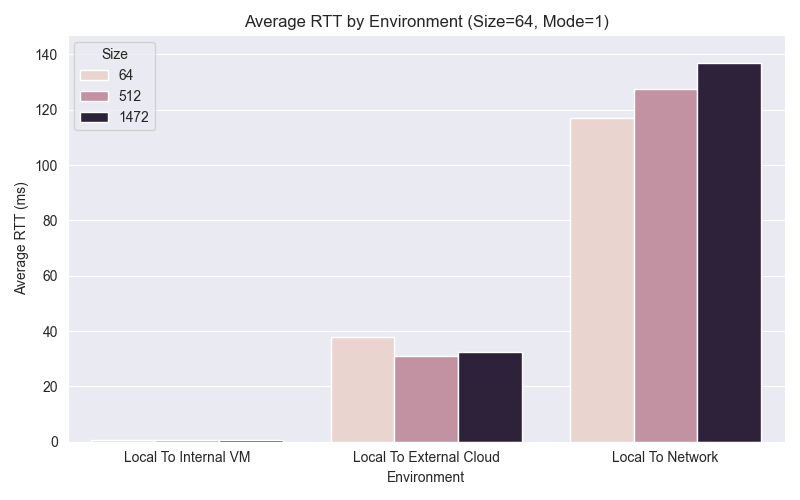 Average RTT by Environment (Size=64, Mode=1)
Size
64
512
1472
140
120
100
80
60
40
20
0
Average RTT (ms)
Local To Internal VM
Local To External Cloud
Local To Network
Environment